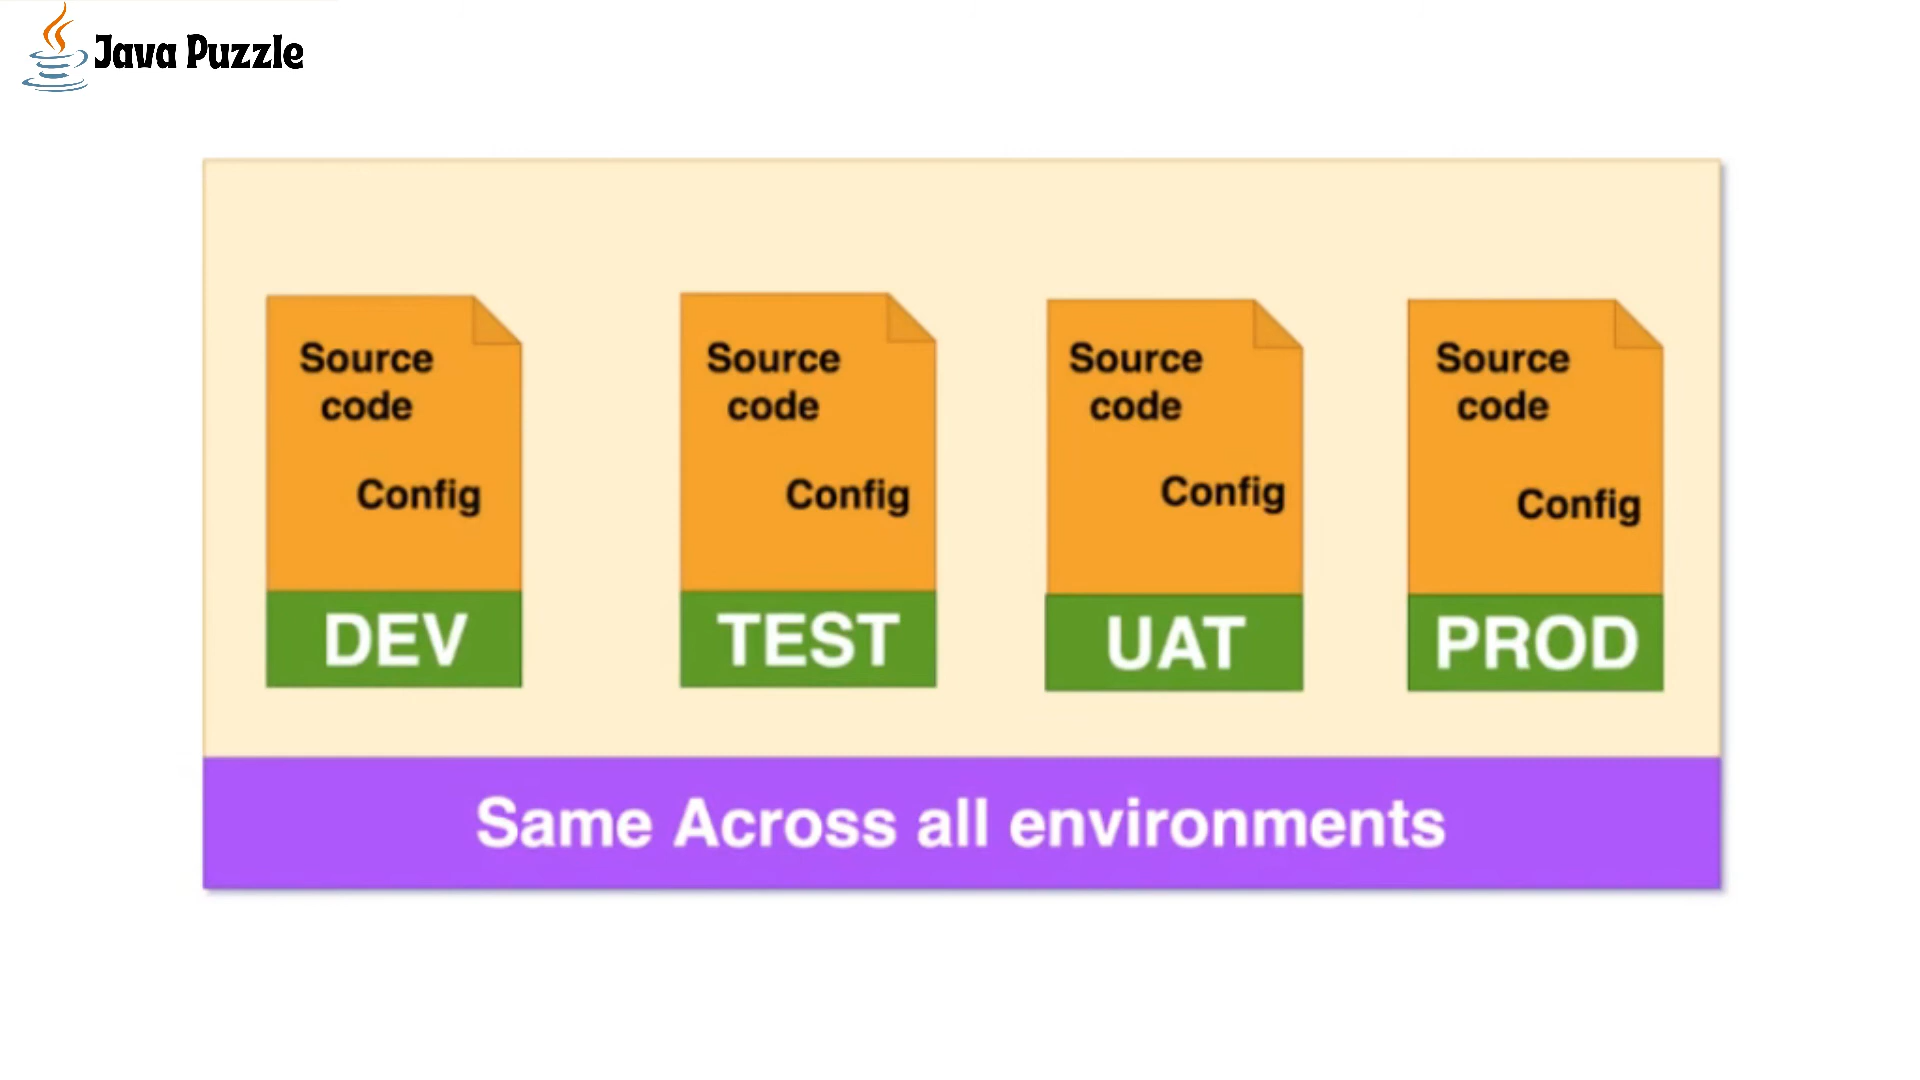 Java Puzzle
Source
code
Config
DEV
Source
code
Config
TEST
Source
code
Config
UAT
Source
code
Config
PROD
Same Across all environments